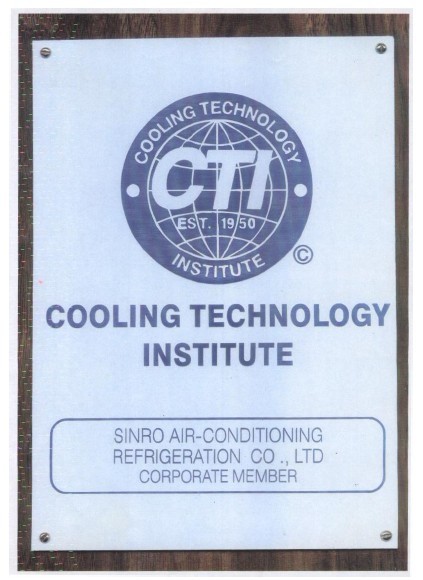 COOLING TECHNOLOGY
CTI
EST. 1950
INSTITUTE
©
COOLING TECHNOLOGY
INSTITUTE
SINRO AIR-CONDITIONING
REFRIGERATION CO ., LTD
CORPORATE MEMBER